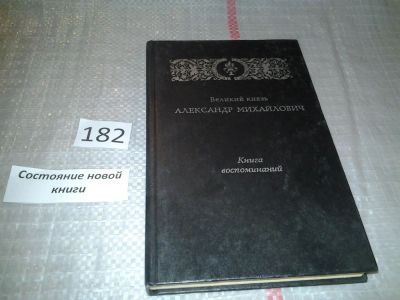 Великий князь
АЛЕКСАНДР МИХАЙЛОВИЧ
Книга
воспоминаний
182
Состояние новой
книги